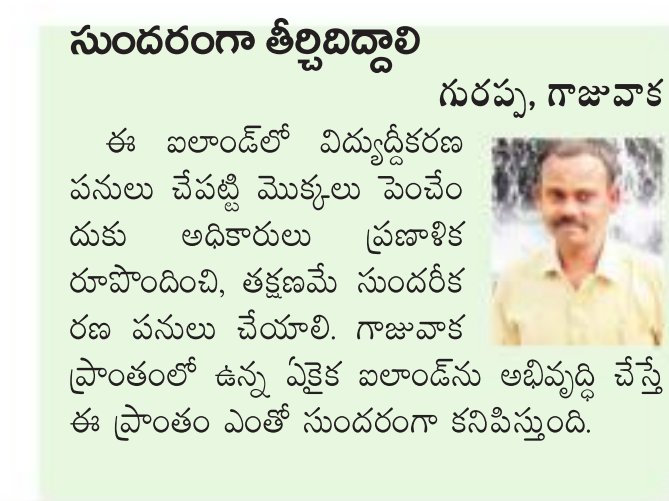 సుందరంగా తీర్చిదిద్దాలి
గురప్ప, గాజువాక
ఈ ఐలాండ్‌లో విద్యుద్దీకరణ
పనులు చేపట్టి మొక్కలు పెంచేం
దుకు అధికారులు ప్రణాళిక
రూపొందించి, తక్షణమే సుందరీక
రణ పనులు చేయాలి. గాజువాక
ప్రాంతంలో ఉన్న ఏకైక ఐలాండ్‌ను అభివృద్ధి చేస్తే
ఈ ప్రాంతం ఎంతో సుందరంగా కనిపిస్తుంది.